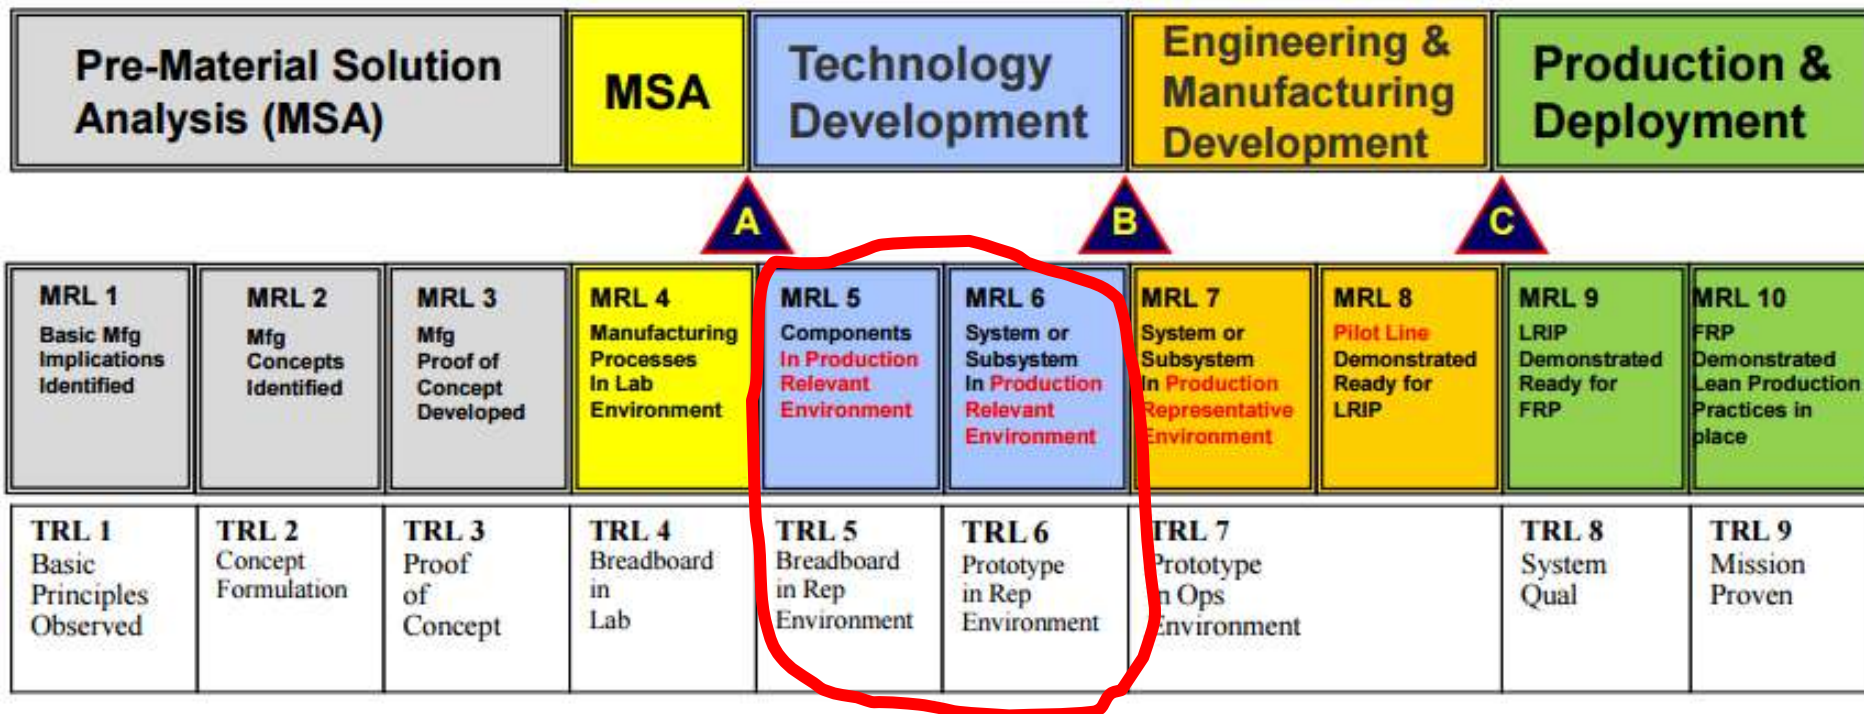 Pre-Material Solution
Analysis (MSA)
MSA
Technology
Development
Engineering &
Manufacturing
Development
Production &
Deployment
A
B
C
MRL 1
Basic Mfg
Implications
Identified
MRL 2
Mfg
Concepts
Identified
MRL 3
Mfg
Proof of
Concept
Developed
MRL 4
Manufacturing
Processes
In Lab
Environment
MRL 5
Components
In Production
Relevant
Environment
MRL 6
System or
Subsystem
In Production
Relevant
Environment
MRL 7
System or
Subsystem
In Production
Representative
Environment
MRL 8
Pilot Line
Demonstrated
Ready for
LRIP
MRL 9
LRIP
Demonstrated
Ready for
FRP
MRL 10
FRP
Demonstrated
Lean Production
Practices in
place
TRL 1
Basic
Principles
Observed
TRL 2
Concept
Formulation
TRL 3
Proof
of
Concept
TRL 4
Breadboard
in
Lab
TRL 5
Breadboard
in Rep
Environment
TRL 6
Prototype
in Rep
Environment
TRL 7
Prototype
in Ops
Environment
TRL 8
System
Qual
TRL 9
Mission
Proven